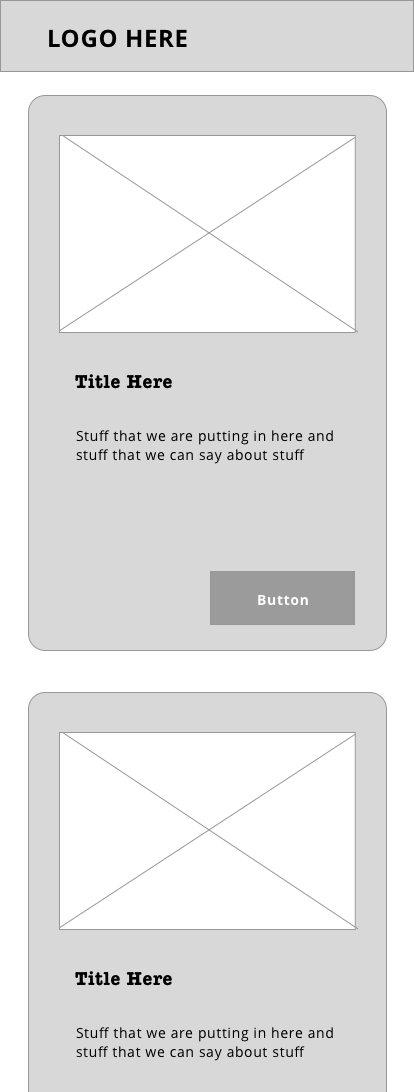 LOGO HERE
Title Here
Stuff that we are putting in here and
stuff that we can say about stuff
Button
Title Here
Stuff that we are putting in here and
stuff that we can say about stuff